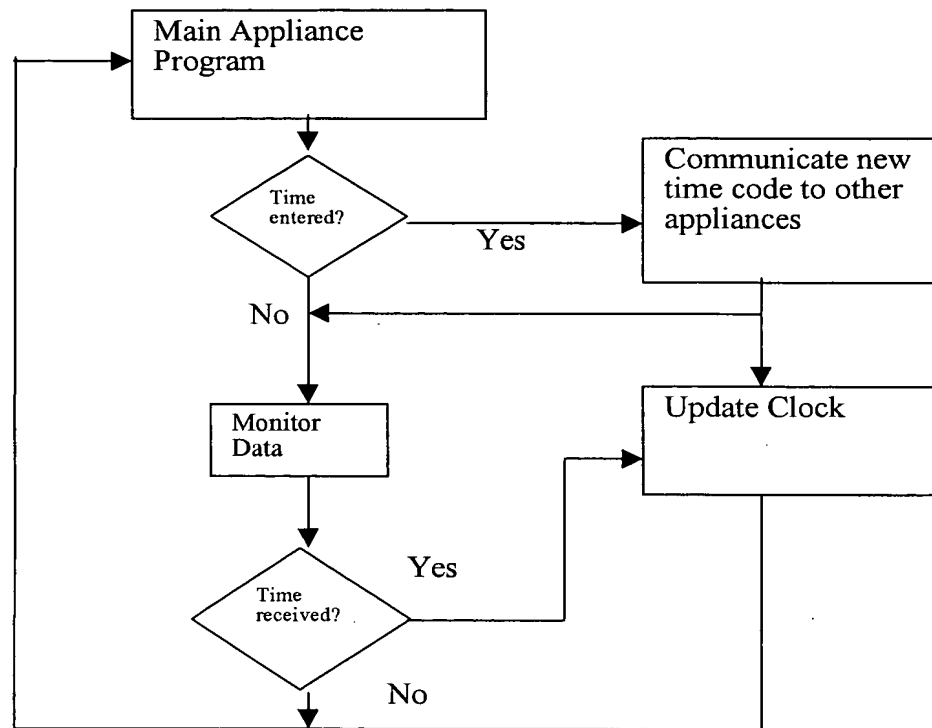 Main Appliance
Program
Time
entered?
Yes
Communicate new
time code to other
appliances
No
Monitor
Data
Update Clock
Time
received?
Yes
No